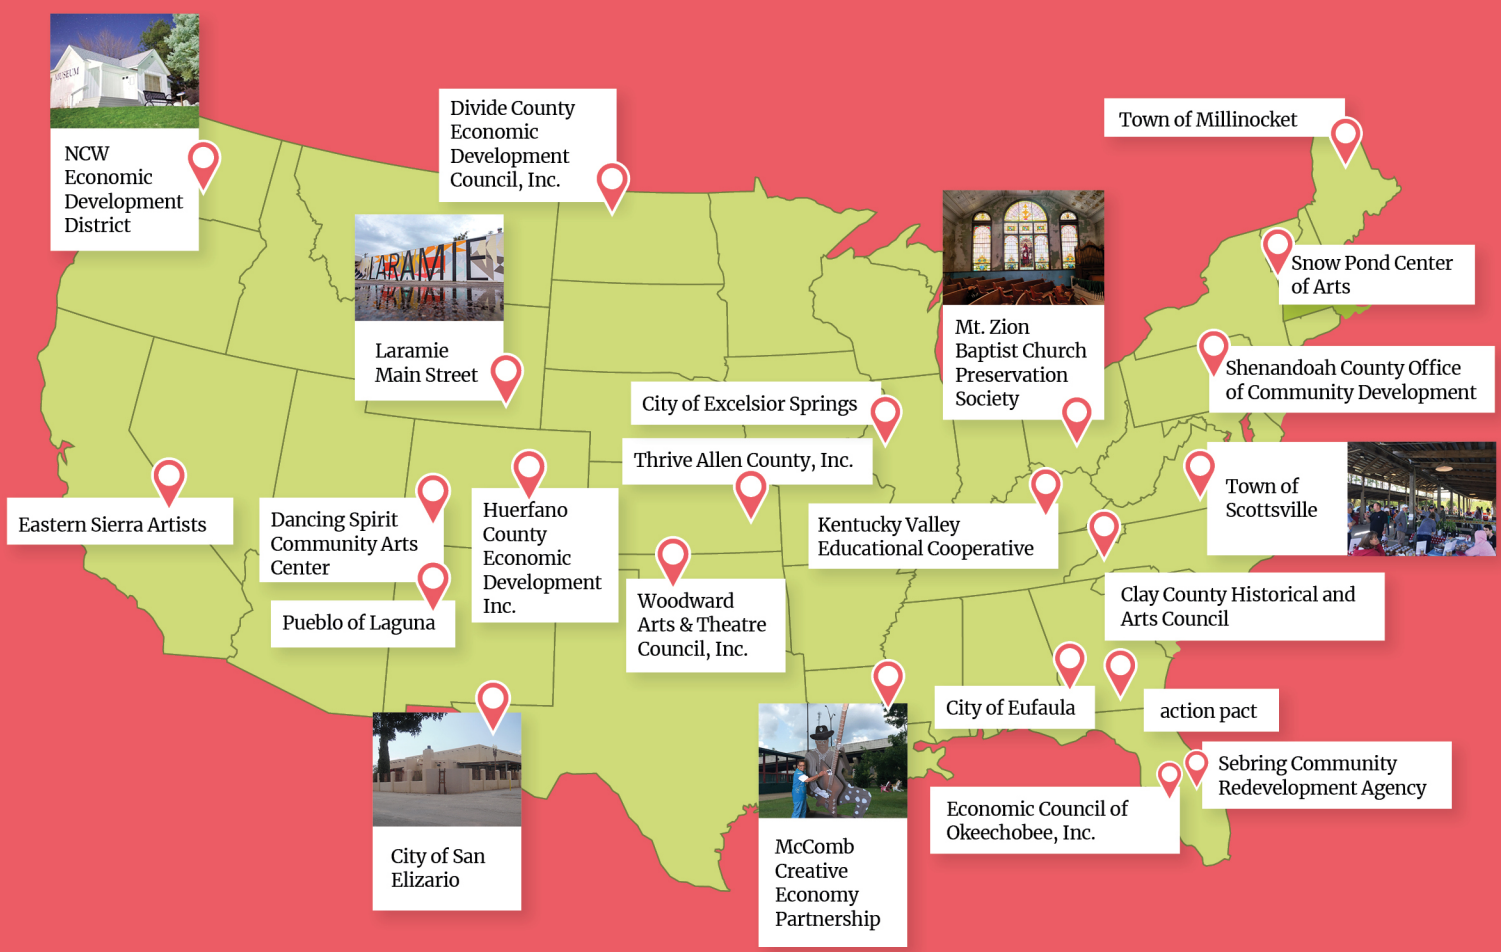 MUSEUM
NCW
Economic
Development
District
Divide County
Economic
Development
Council, Inc.
Town of Millinocket
LARAMIE
Laramie
Main Street
Mt. Zion
Baptist Church
Preservation
Society
Snow Pond Center
of Arts
Shenandoah County Office
of Community Development
City of Excelsior Springs
Thrive Allen County, Inc.
Town of
Scottsville
Eastern Sierra Artists
Dancing Spirit
Community Arts
Center
Huerfano
County
Economic
Development
Inc.
Kentucky Valley
Educational Cooperative
Pueblo of Laguna
Woodward
Arts & Theatre
Council, Inc.
Clay County Historical and
Arts Council
City of Eufaula
action pact
Sebring Community
Redevelopment Agency
Economic Council of
Okeechobee, Inc.
City of San
Elizario
McComb
Creative
Economy
Partnership